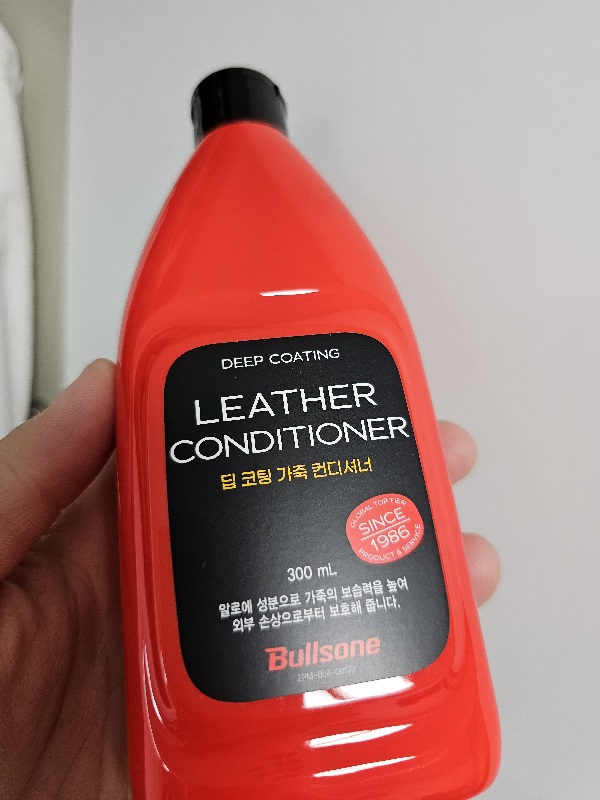 DEEP COATING
LEATHER
CONDITIONER
딥 코팅 가죽 컨디셔너
GLOBAL TOP TIER
SINCE
1986
PRODUCT & SERVICE
300 mL
알로에 성분으로 가죽의 보습력을 높여
외부 손상으로부터 보호해 줍니다.
Bullsone